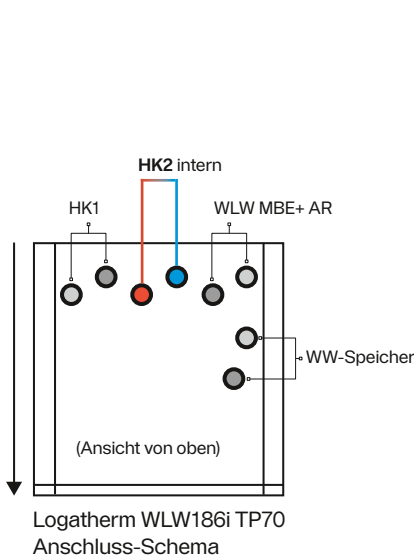 HK2 intern
HK1
WLW MBE+ AR
WW-Speicher
(Ansicht von oben)
Logatherm WLW186i TP70
Anschluss-Schema